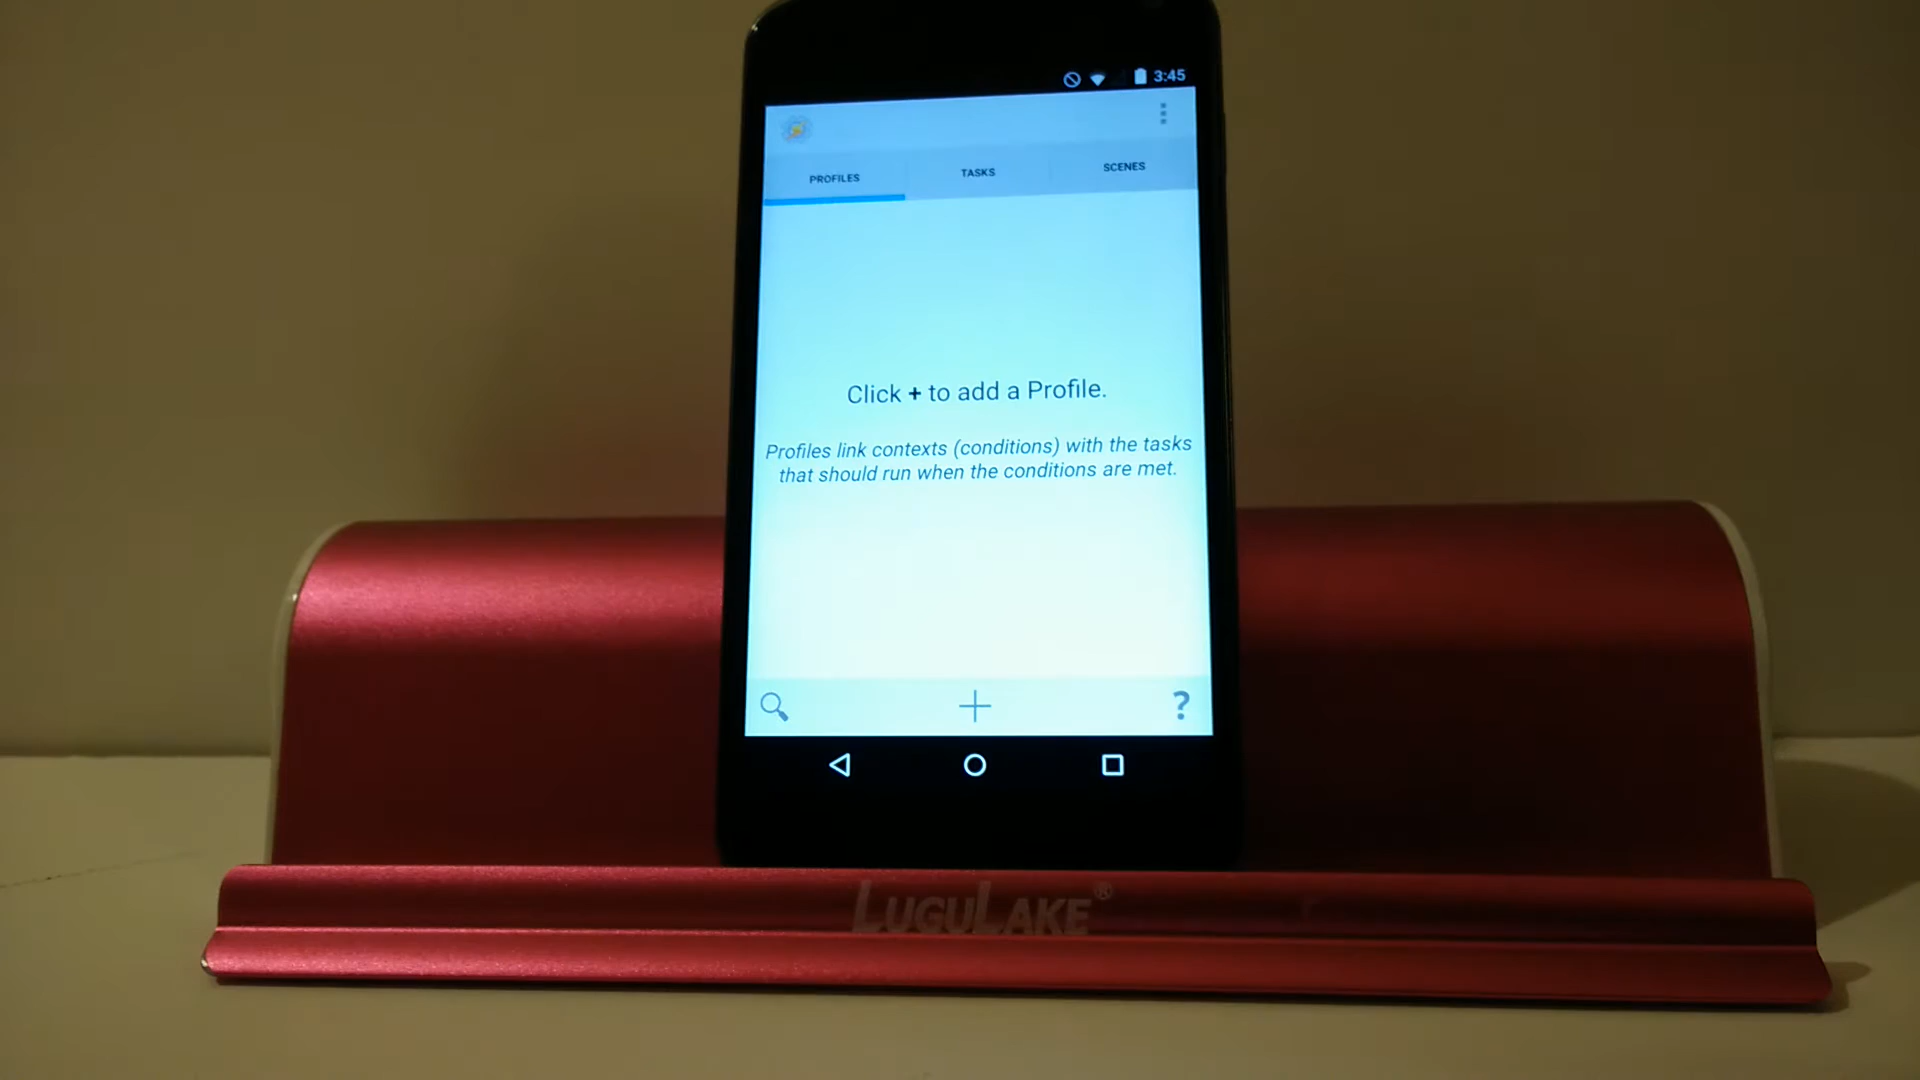 3:45
PROFILES TASKS SCENES
Click + to add a Profile.
Profiles link contexts (conditions) with the tasks
that should run when the conditions are met.
?
LUGULAKE®